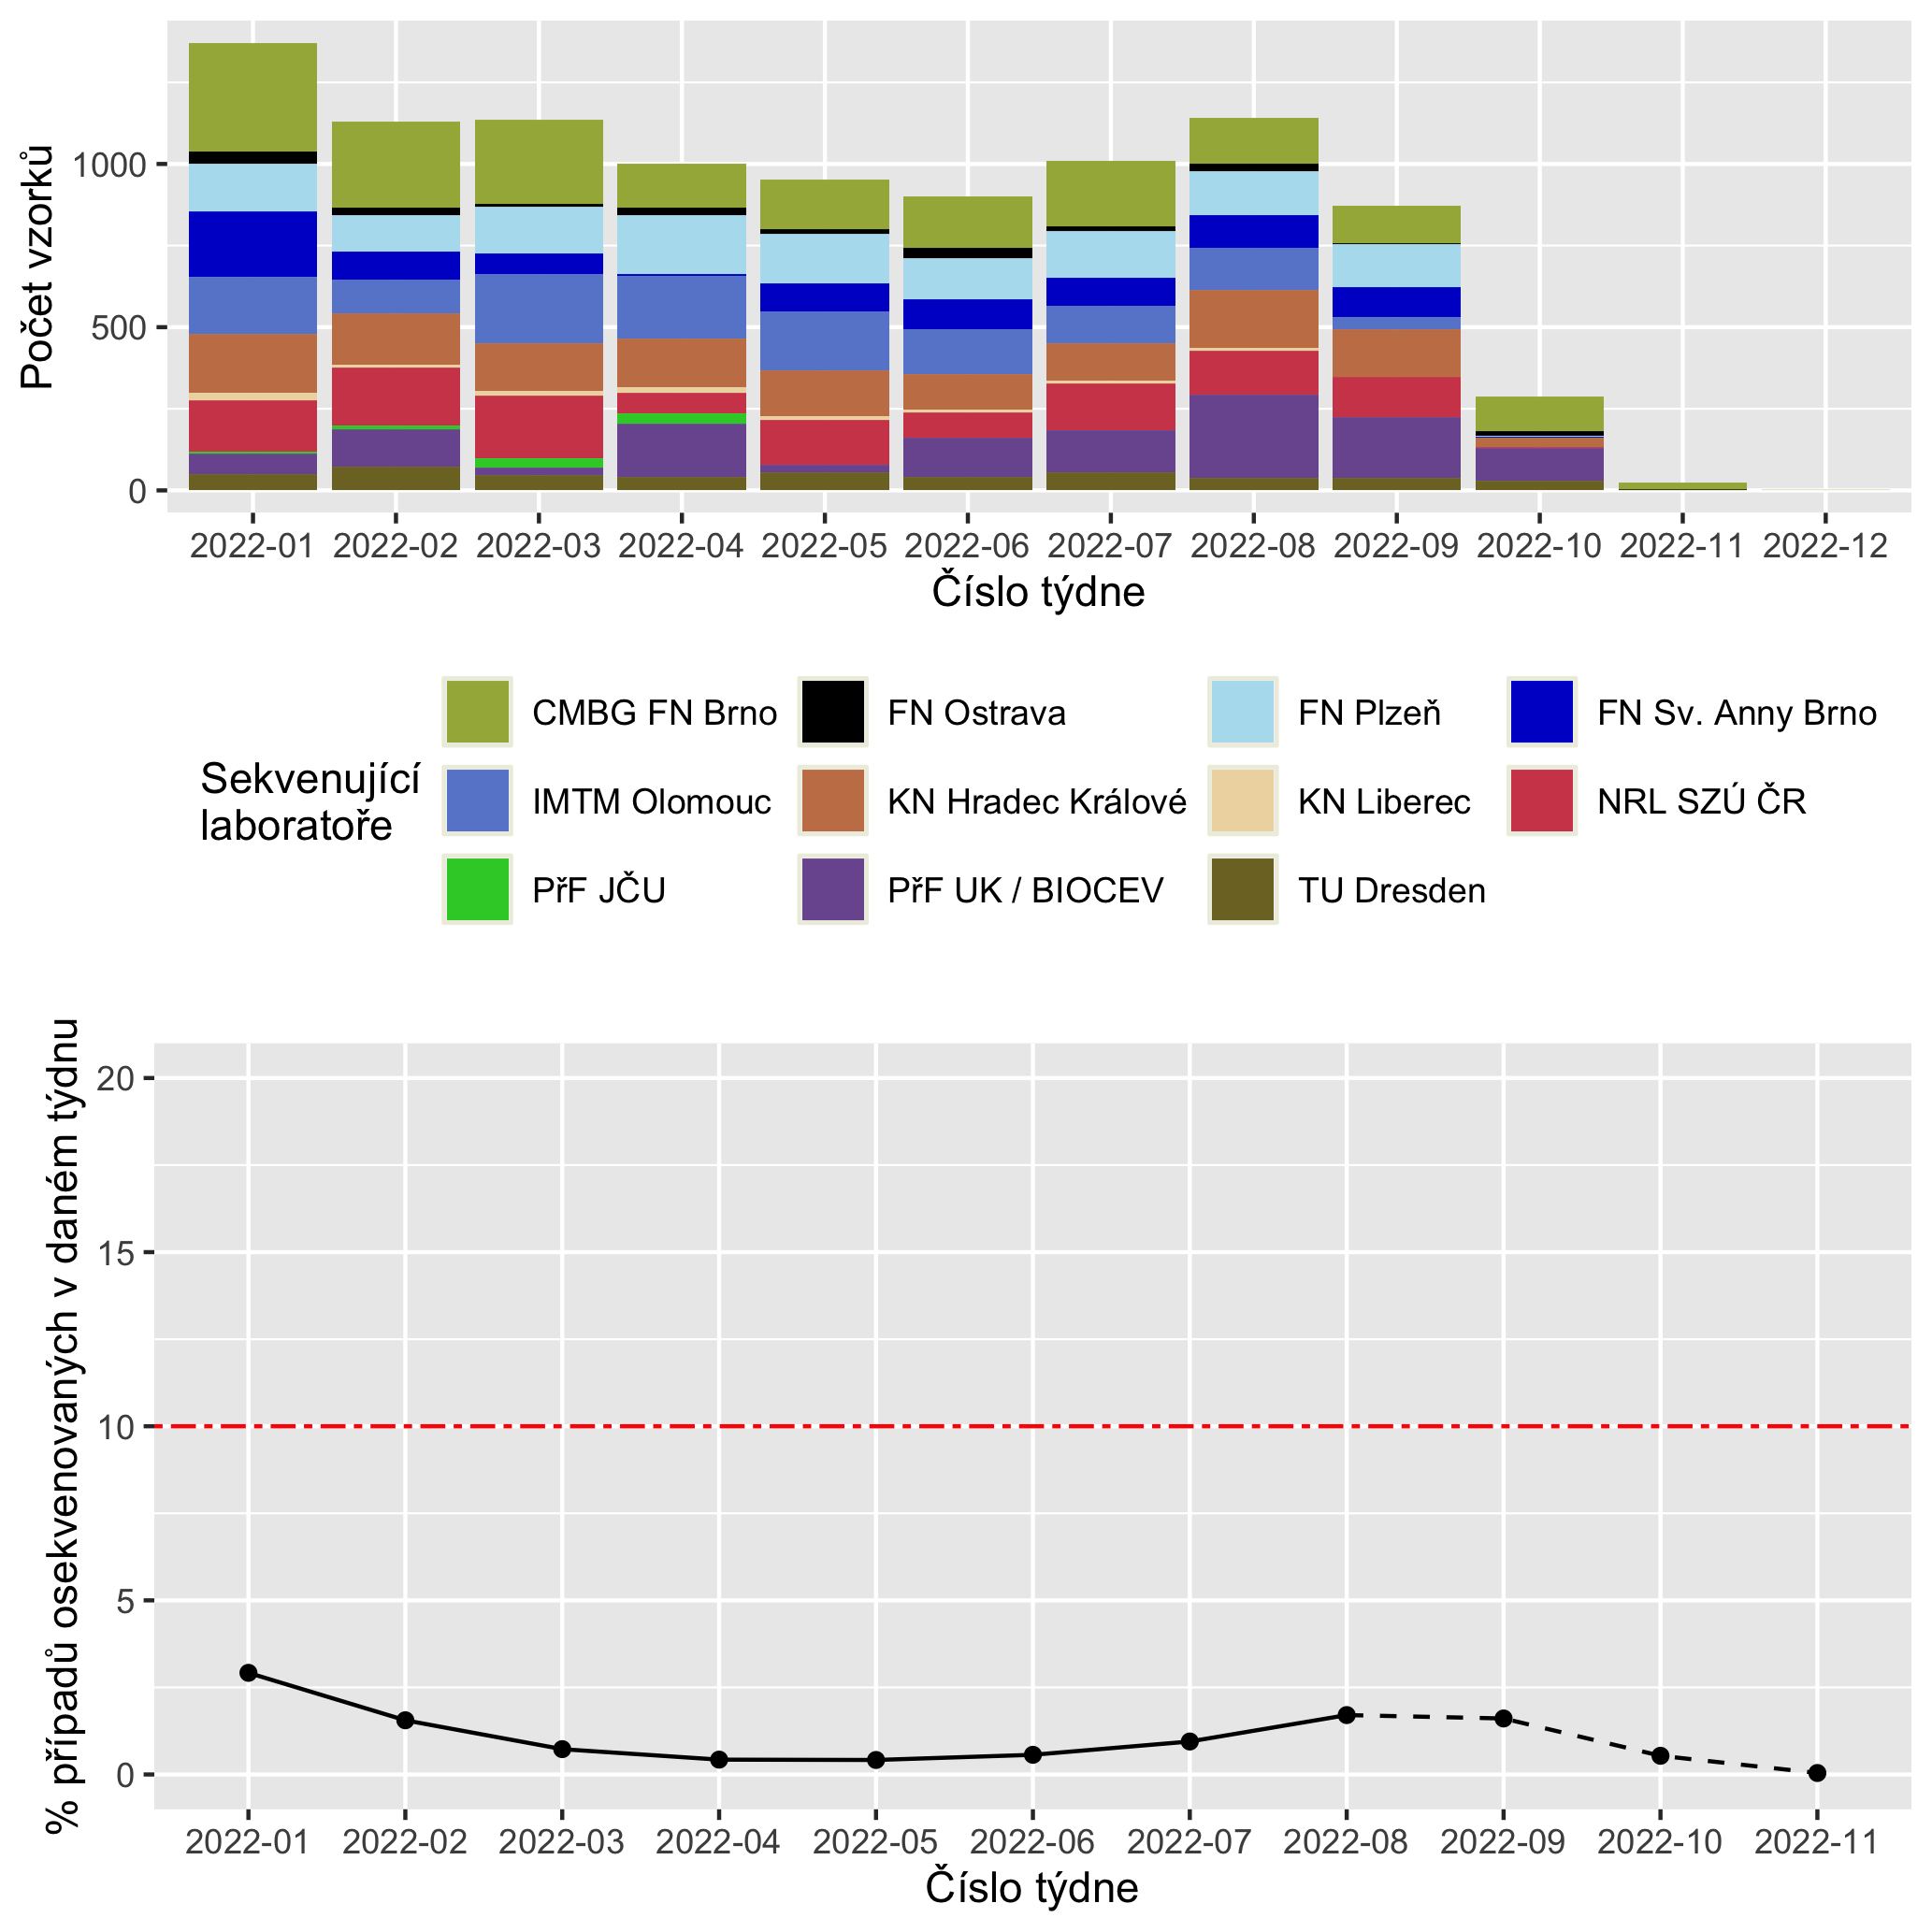 Počet vzorků
1000
500
0
2022-01 2022-02 2022-03 2022-04 2022-05 2022-06 2022-07 2022-08 2022-09 2022-10 2022-11 2022-12
Číslo týdne
Sekvenující
laboratoře
CMBG FN Brno FN Ostrava FN Plzeň FN Sv. Anny Brno
IMTM Olomouc KN Hradec Králové KN Liberec NRL SZÚ ČR
PřF JČU PřF UK / BIOCEV TU Dresden
% případů osekvenovaných v daném týdnu
20
15
10
5
0
2022-01 2022-02 2022-03 2022-04 2022-05 2022-06 2022-07 2022-08 2022-09 2022-10 2022-11
Číslo týdne